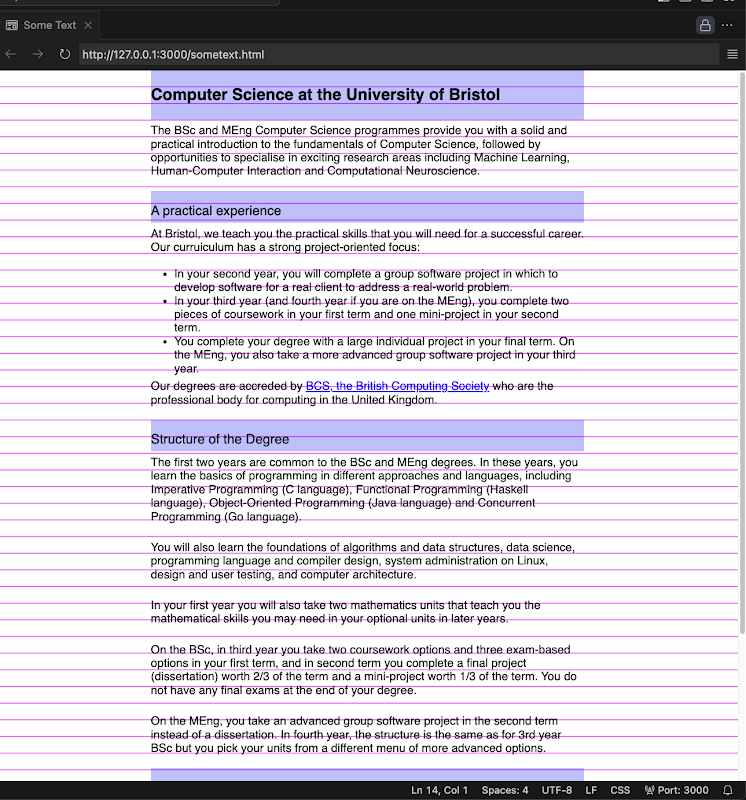 Some Text
http://127.0.0.1:3000/sometext.html
Computer Science at the University of Bristol
The BSc and MEng Computer Science programmes provide you with a solid and
practical introduction to the fundamentals of Computer Science, followed by
opportunities to specialise in exciting research areas including Machine Learning,
Human-Computer Interaction and Computational Neuroscience.
A practical experience
At Bristol, we teach you the practical skills that you will need for a successful career.
Our curruiculum has a strong project-oriented focus:
• In your second year, you will complete a group software project in which to
develop software for a real client to address a real-world problem.
• In your third year (and fourth year if you are on the MEng), you complete two
pieces of coursework in your first term and one mini-project in your second
term.
• You complete your degree with a large individual project in your final term. On
the MEng, you also take a more advanced group software project in your third
year.
Our degrees are accreded by BCS, the British Computing Society who are the
professional body for computing in the United Kingdom.
Structure of the Degree
The first two years are common to the BSc and MEng degrees. In these years, you
learn the basics of programming in different approaches and languages, including
Imperative Programming (C language), Functional Programming (Haskell
language), Object-Oriented Programming (Java language) and Concurrent
Programming (Go language).
You will also learn the foundations of algorithms and data structures, data science,
programming language and compiler design, system administration on Linux,
design and user testing, and computer architecture.
In your first year you will also take two mathematics units that teach you the
mathematical skills you may need in your optional units in later years.
On the BSc, in third year you take two coursework options and three exam-based
options in your first term, and in second term you complete a final project
(dissertation) worth 2/3 of the term and a mini-project worth 1/3 of the term. You do
not have any final exams at the end of your degree.
On the MEng, you take an advanced group software project in the second term
instead of a dissertation. In fourth year, the structure is the same as for 3rd year
BSc but you pick your units from a different menu of more advanced options.
Ln 14, Col 1 Spaces: 4 UTF-8 LF CSS Port: 3000